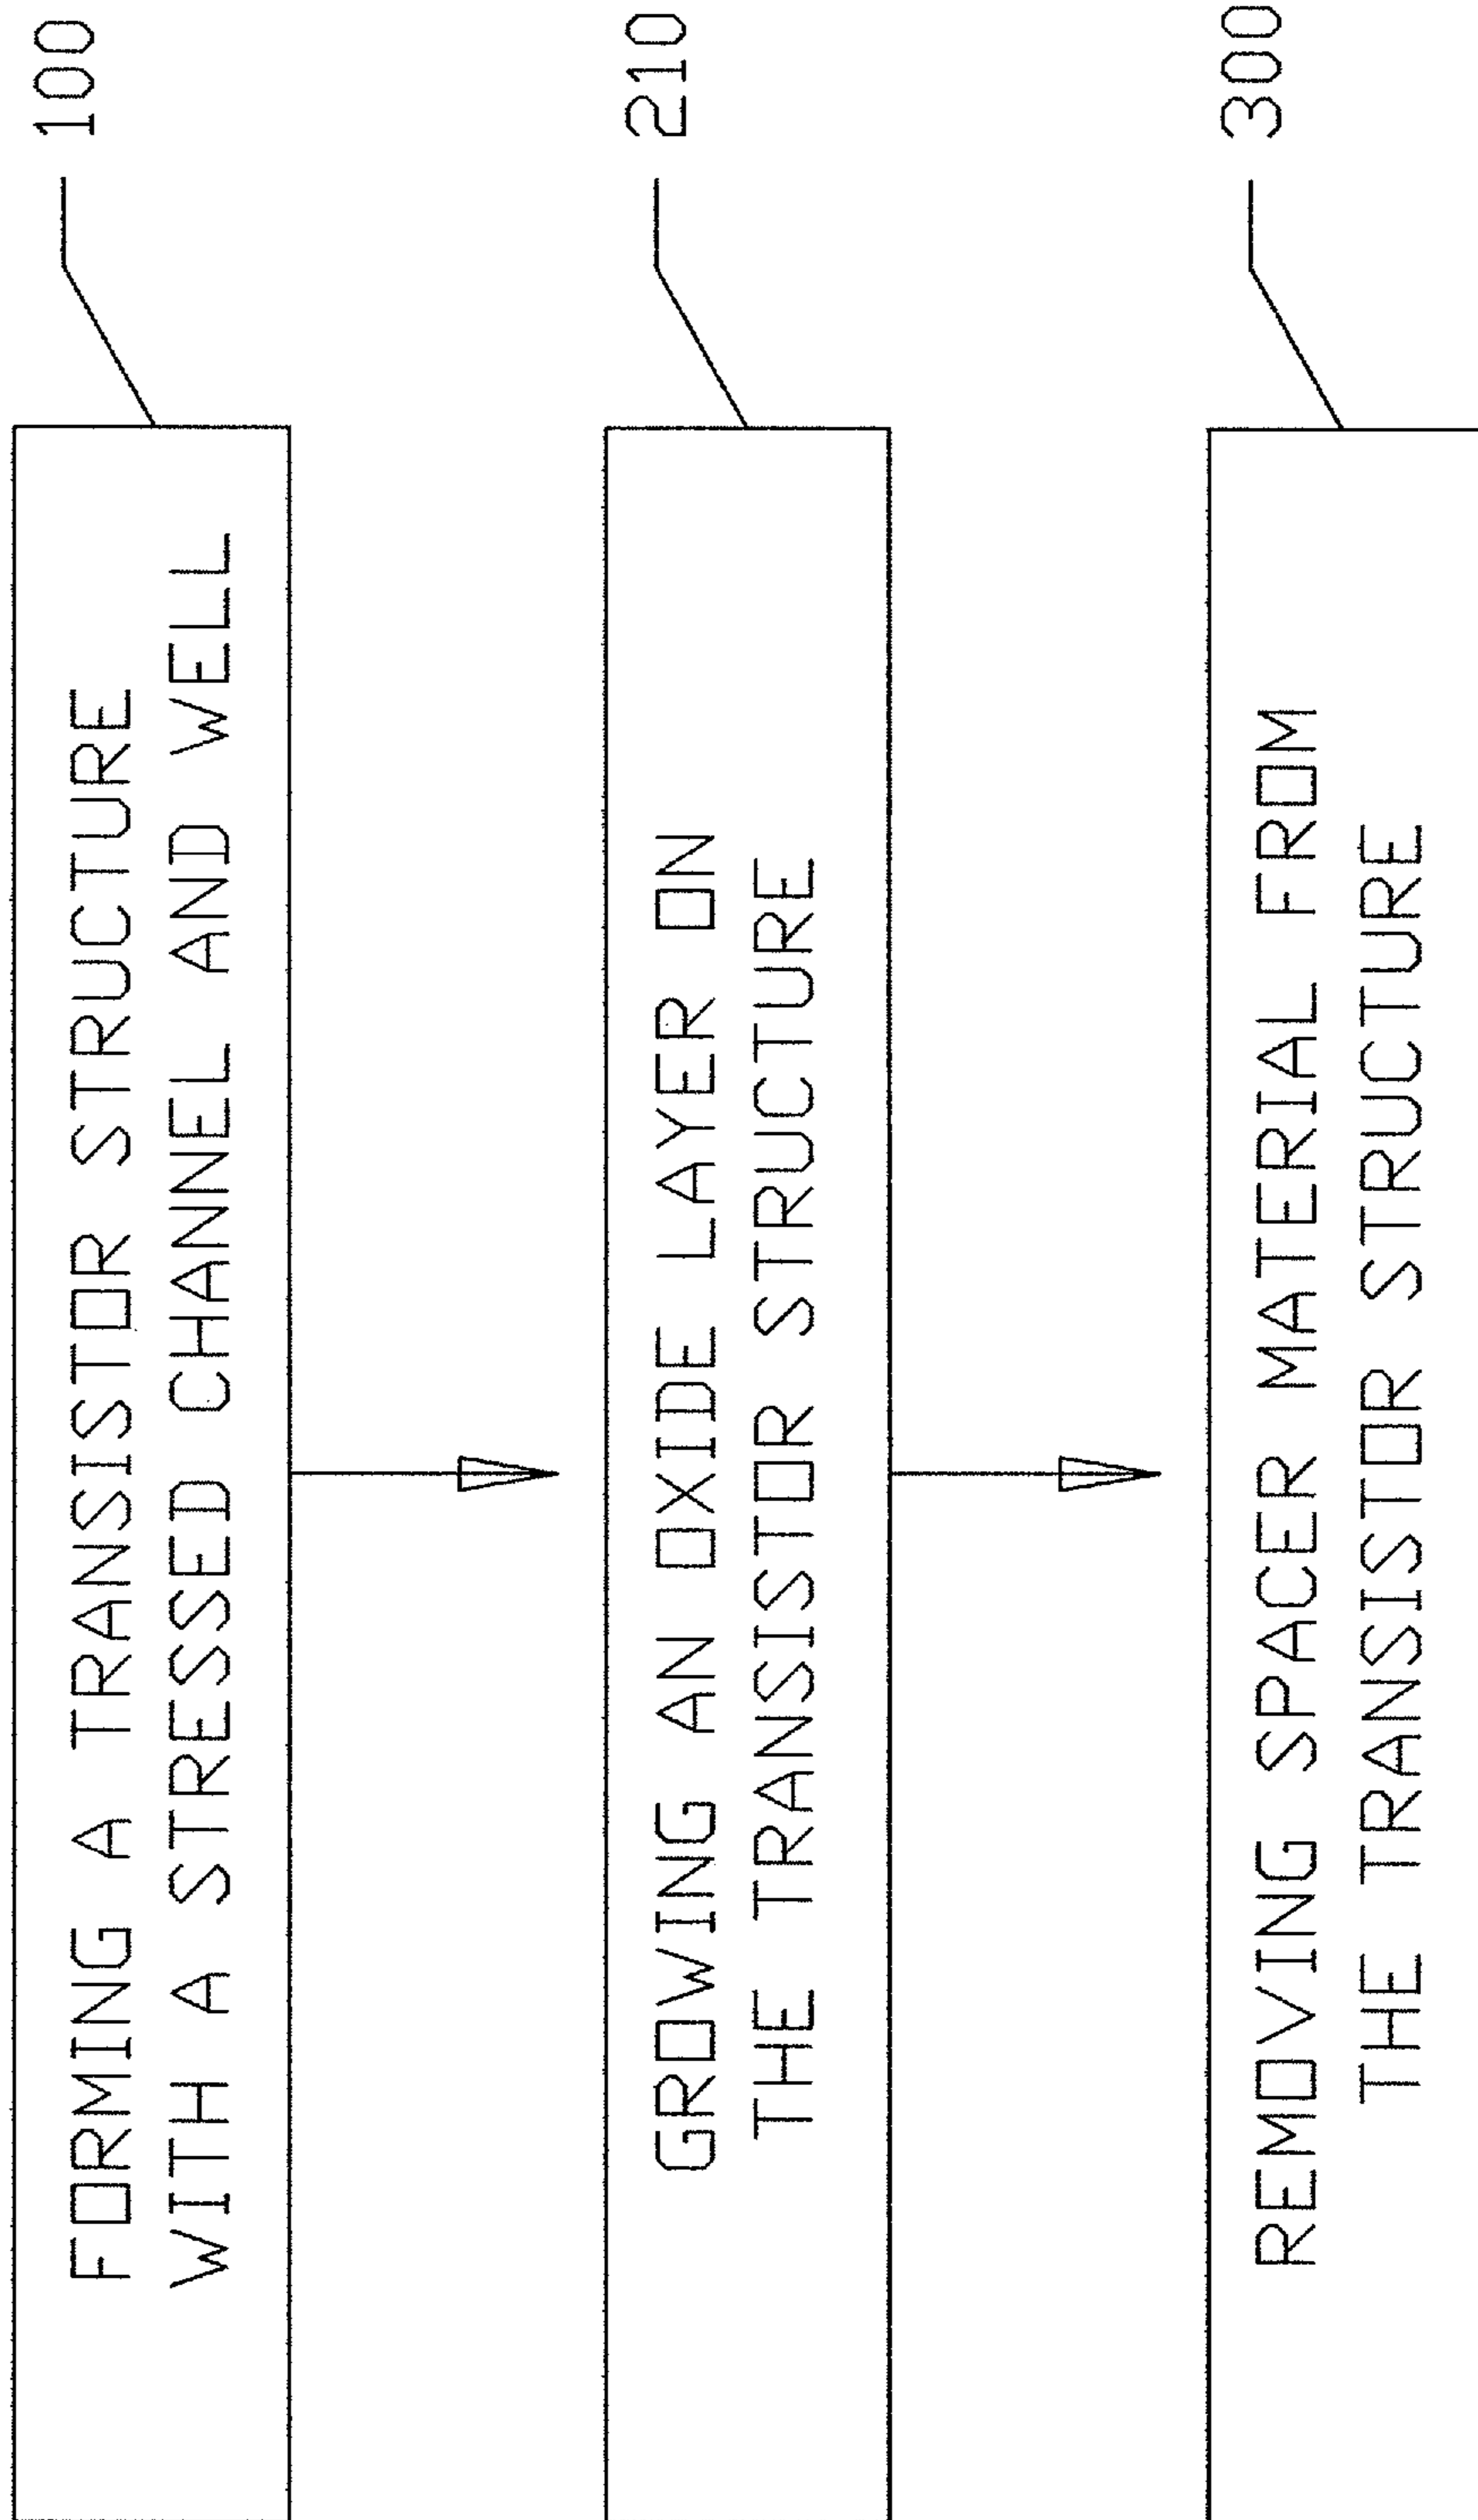 FORMING A TRANSISTOR STRUCTURE
WITH A STRESSED CHANNEL AND WELL
100
GROWING AN OXIDE LAYER ON
THE TRANSISTOR STRUCTURE
210
REMOVING SPACER MATERIAL FROM
THE TRANSISTOR STRUCTURE
300